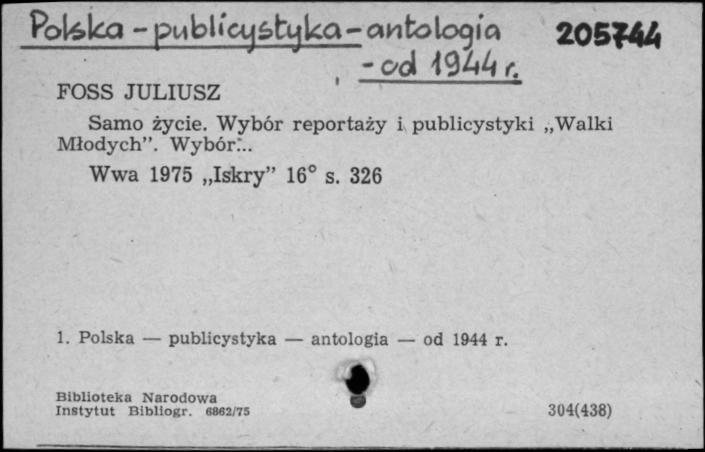 Polska - publicystyka - antologia 205744
- od 1944 r.
FOSS JULIUSZ
Samo życie. Wybór reportaży i publicystyki „Walki
Młodych”. Wybór...
Wwa 1975 „Iskry” 16° s. 326
1. Polska — publicystyka — antologia — od 1944 r.
Biblioteka Narodowa
Instytut Bibliogr. 6862/75 304(438)